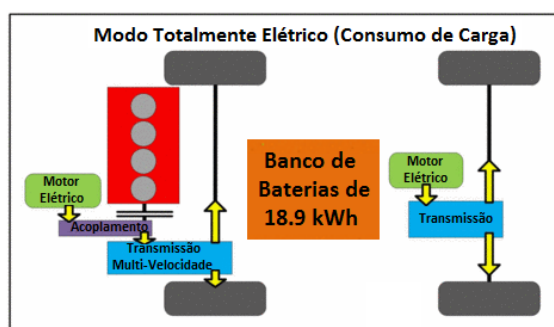 Modo Totalmente Elétrico (Consumo de Carga)
Motor
Elétrico
Acoplamento
Transmissão
Multi-Velocidade
Banco de
Baterias de
18.9 kWh
Motor
Elétrico
Transmissão